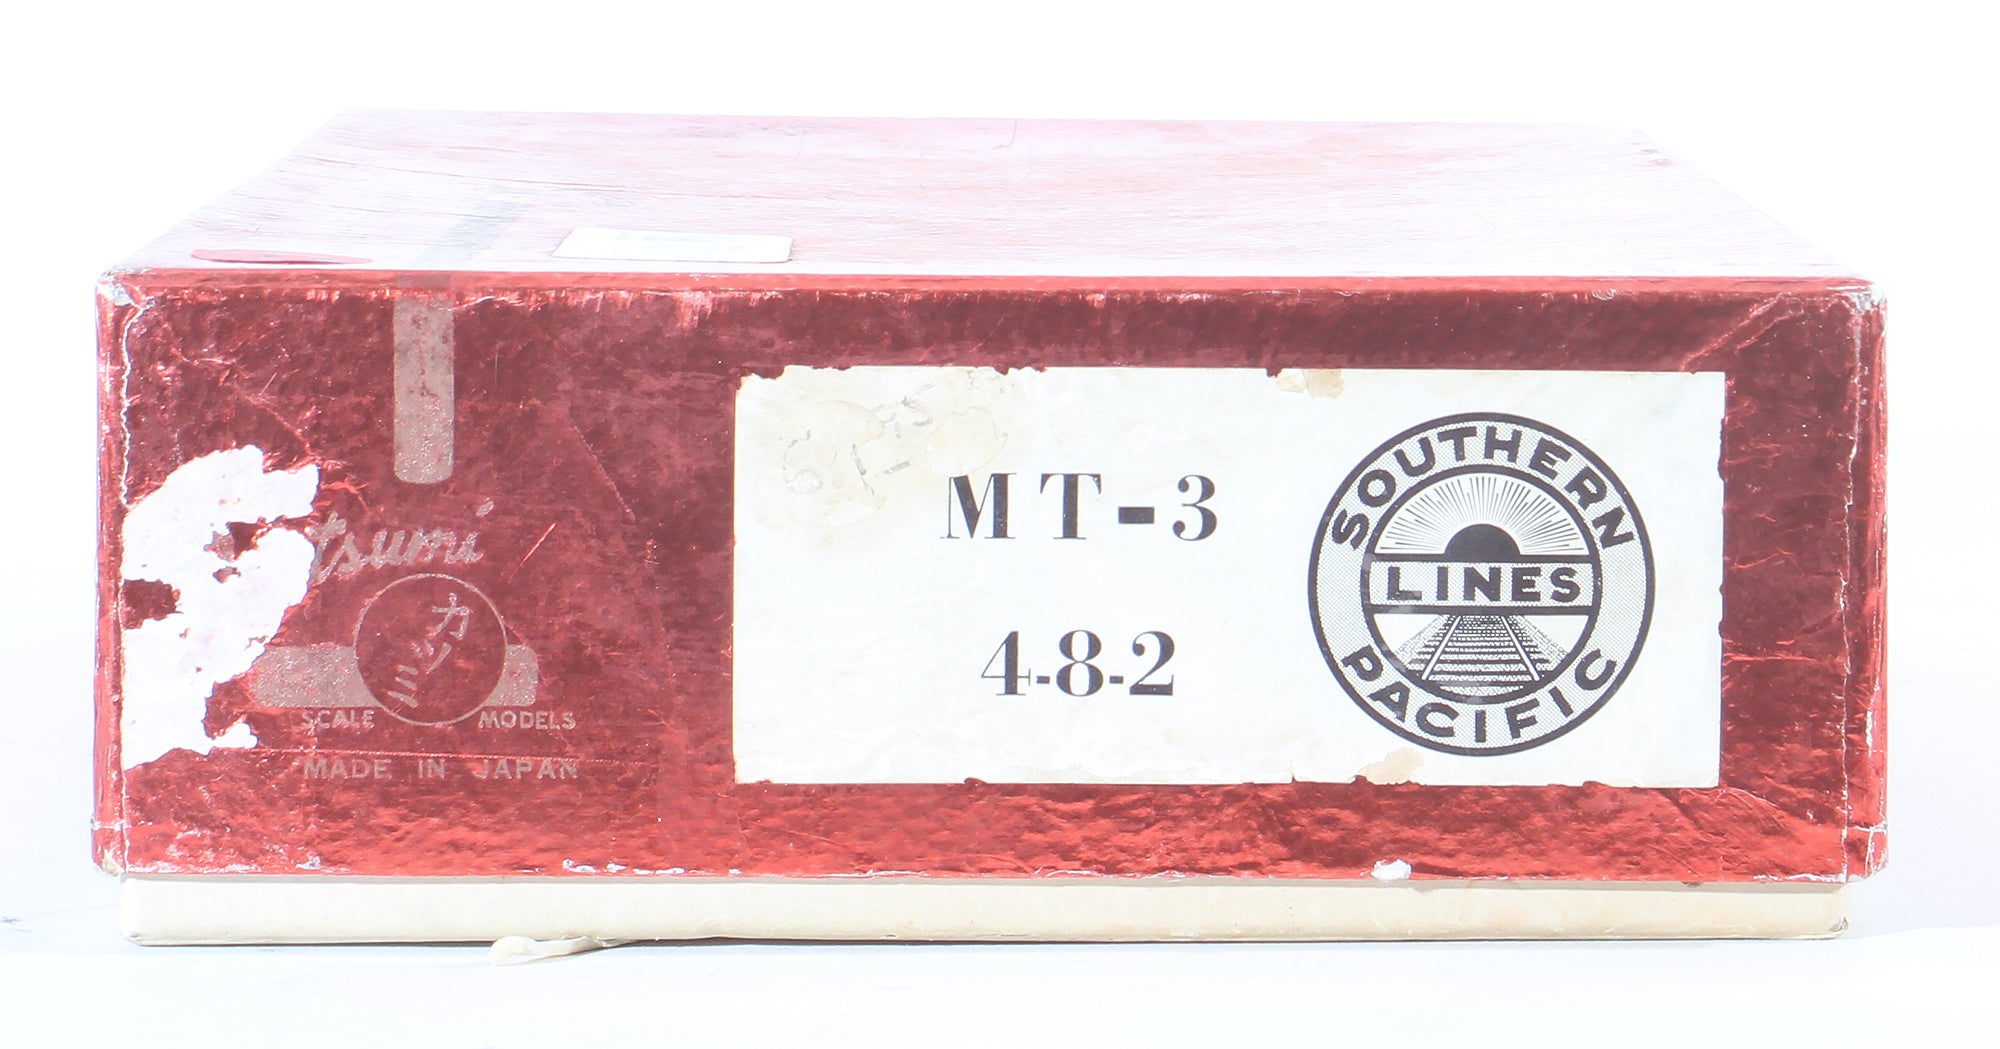 tsumi
カツミ
SCALE MODELS
MADE IN JAPAN
MT-3
4-8-2
SOUTHERN
LINES
PACIFIC